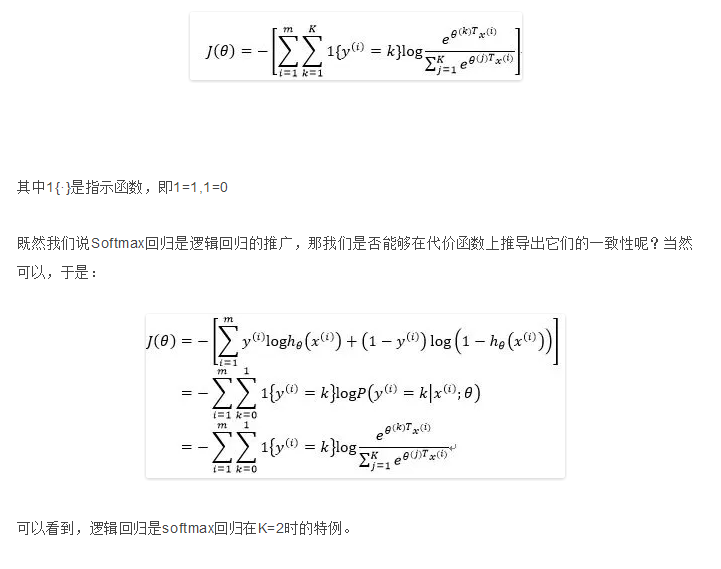 J(θ) = −[∑_{i=1}^{m} ∑_{k=1}^{K} 1{y^{(i)} = k}log \frac{e^{θ^{(k)T}x^{(i)}}}{∑_{j=1}^{K} e^{θ^{(j)T}x^{(i)}}}]
其中1{·}是指示函数，即1=1,1=0
既然我们说Softmax回归是逻辑回归的推广，那我们是否能够在代价函数上推导出它们的一致性呢？当然
可以，于是：
J(θ) = −[∑_{i=1}^{m} y^{(i)}logh_θ(x^{(i)}) + (1 − y^{(i)}) log(1 − h_θ(x^{(i)}))]
= −∑_{i=1}^{m} ∑_{k=0}^{1} 1{y^{(i)} = k}logP(y^{(i)} = k|x^{(i)}; θ)
= −∑_{i=1}^{m} ∑_{k=0}^{1} 1{y^{(i)} = k}log \frac{e^{θ^{(k)T}x^{(i)}}}{∑_{j=1}^{K} e^{θ^{(j)T}x^{(i)}}}↵
可以看到，逻辑回归是softmax回归在K=2时的特例。